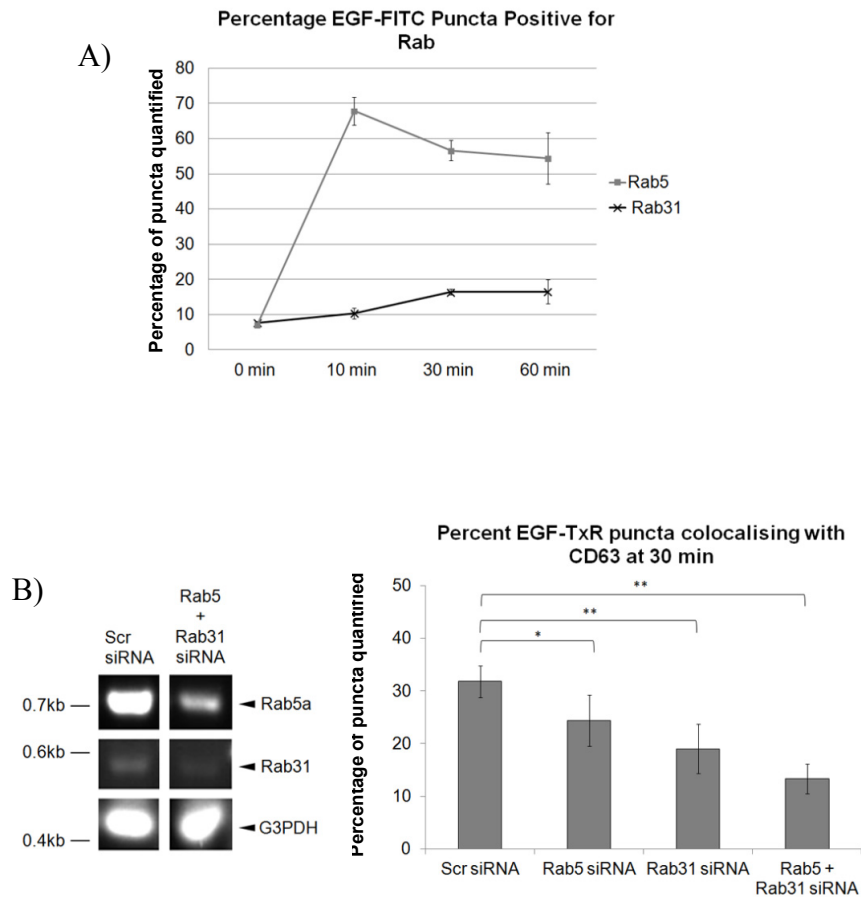 Percentage EGF-FITC Puncta Positive for
Rab
A)
Percentage of puncta quantified
80
70
60
50
40
30
20
10
0
0 min 10 min 30 min 60 min
Rab5
Rab31
B)
Scr
siRNA
Rab5
+
Rab31
siRNA
0.7kb
Rab5a
0.6kb
Rab31
G3PDH
0.4kb
Percent EGF-TxR puncta colocalising with
CD63 at 30 min
Percentage of puncta quantified
50
40
30
20
10
0
**
**
*
Scr siRNA Rab5 siRNA Rab31 siRNA Rab5 +
Rab31 siRNA